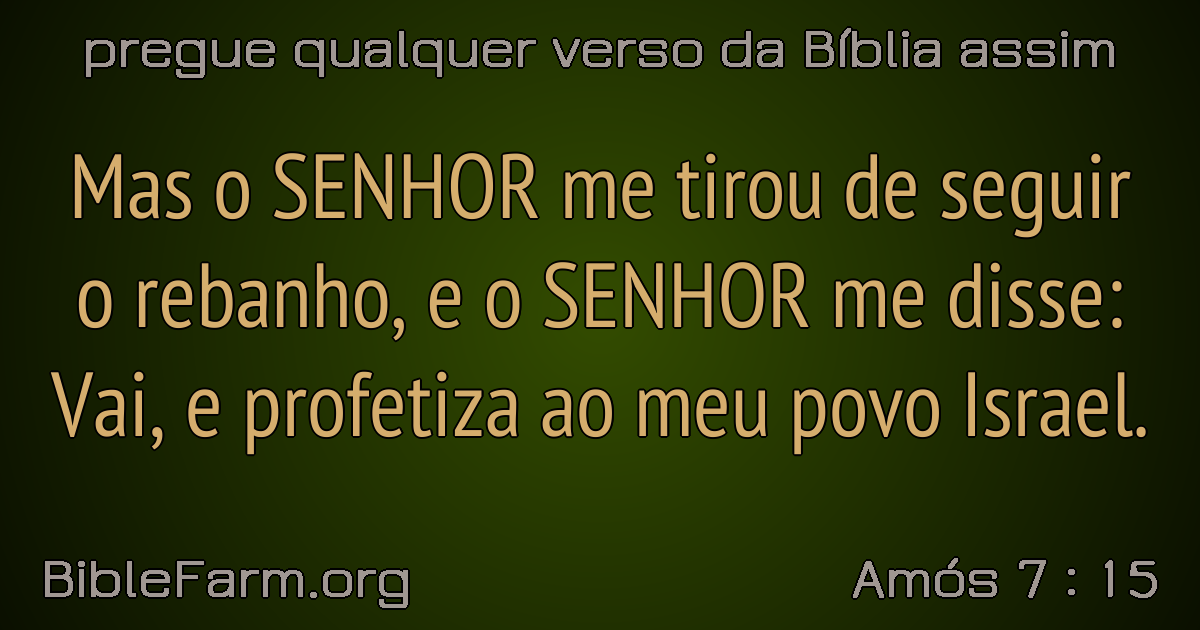 pregue qualquer verso da Bíblia assim
Mas o SENHOR me tirou de seguir
o rebanho, e o SENHOR me disse:
Vai, e profetiza ao meu povo Israel.
BibleFarm.org
Amós 7 : 15